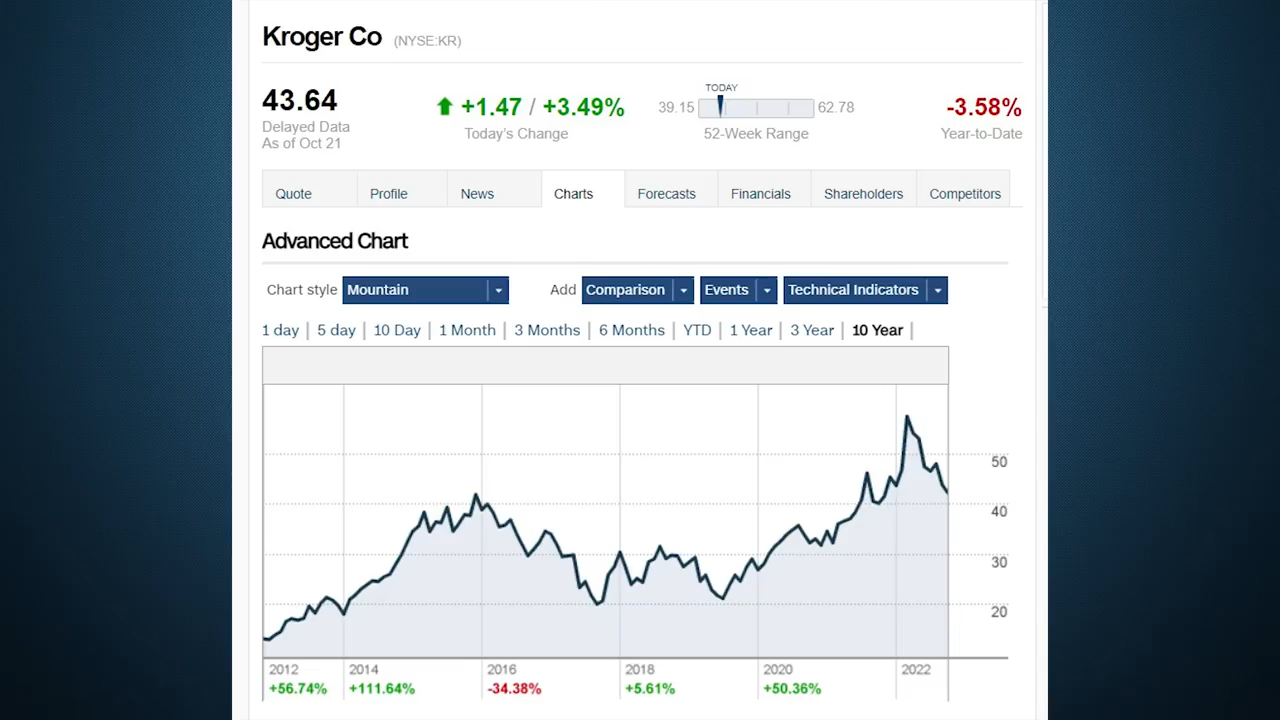 Kroger Co (NYSE:KR)
43.64
Delayed Data
As of Oct 21
+1.47 / +3.49%
Today's Change
TODAY
39.15 62.78
52-Week Range
-3.58%
Year-to-Date
Quote Profile News Charts Forecasts Financials Shareholders Competitors
Advanced Chart
Chart style Mountain Add Comparison Events Technical Indicators
1 day | 5 day | 10 Day | 1 Month | 3 Months | 6 Months | YTD | 1 Year | 3 Year | 10 Year |
50
40
30
20
2012 2014 2016 2018 2020 2022
+56.74% +111.64% -34.38% +5.61% +50.36%